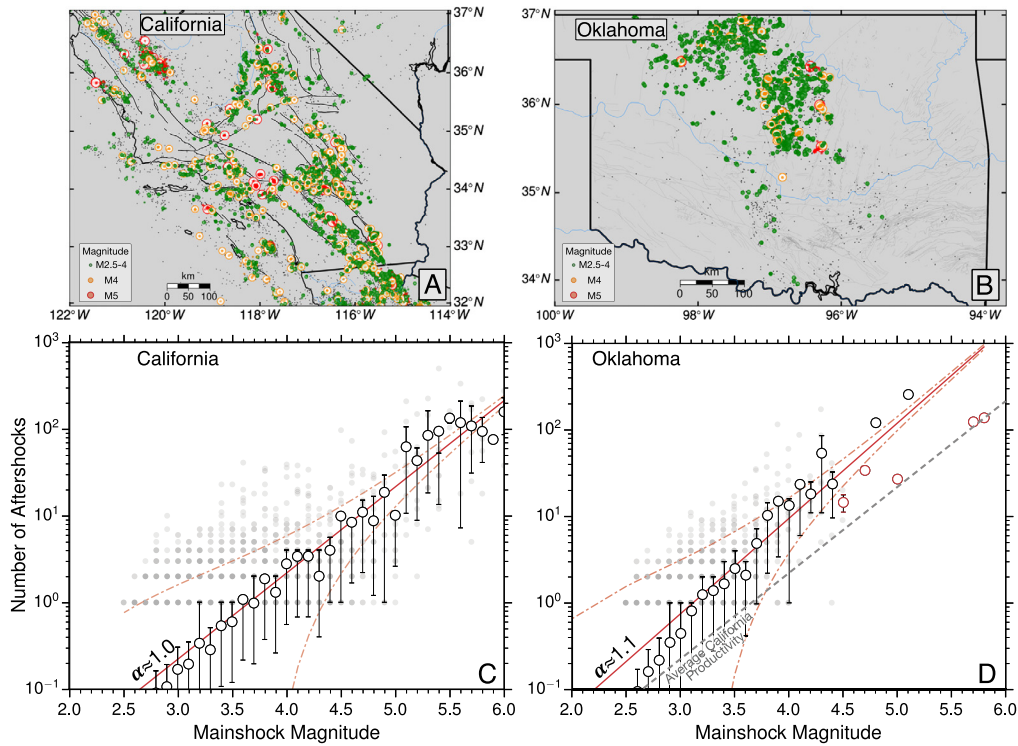 California
37°N
36°N
35°N
34°N
33°N
32°N
Magnitude
M2.5-4
M4
M5
km
0 50 100
A
122°W
120°W
118°W
116°W
114°W
Oklahoma
37°N
36°N
35°N
34°N
Magnitude
M2.5-4
M4
M5
km
0 50 100
B
100°W
98°W
96°W
94°W
California
10³
10²
10¹
10⁰
10⁻¹
Number of Aftershocks
α≈1.0
C
2.0 2.5 3.0 3.5 4.0 4.5 5.0 5.5 6.0
Mainshock Magnitude
Oklahoma
10³
10²
10¹
10⁰
10⁻¹
α≈1.1
Average California
Productivity
D
2.0 2.5 3.0 3.5 4.0 4.5 5.0 5.5 6.0
Mainshock Magnitude